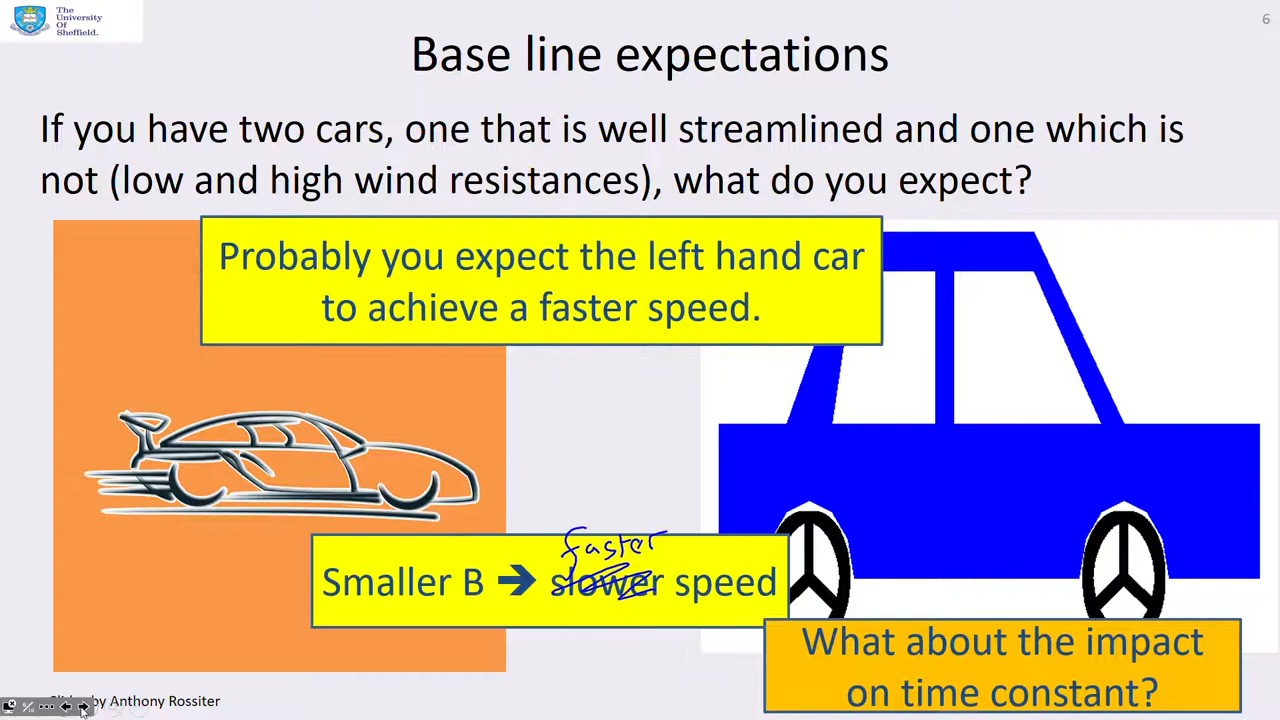 The
University
Of
Sheffield.
6
Base line expectations
If you have two cars, one that is well streamlined and one which is
not (low and high wind resistances), what do you expect?
Probably you expect the left hand car
to achieve a faster speed.
faster
Smaller B → slower speed
What about the impact
on time constant?
by Anthony Rossiter